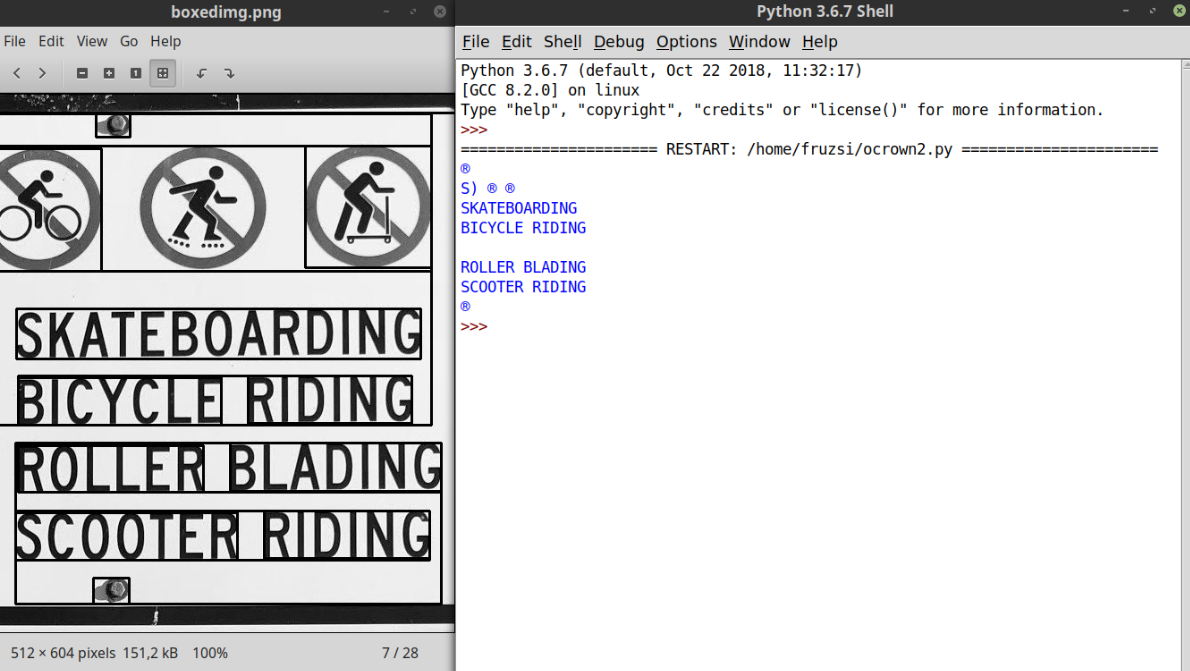 boxedimg.png
File Edit View Go Help
SKATEBOARDING
BICYCLE RIDING
ROLLER BLADING
SCOOTER RIDING
512 × 604 pixels 151,2 kB 100% 7 / 28
Python 3.6.7 Shell
File Edit Shell Debug Options Window Help
Python 3.6.7 (default, Oct 22 2018, 11:32:17)
[GCC 8.2.0] on linux
Type "help", "copyright", "credits" or "license()" for more information.
>>>
====================== RESTART: /home/fruzsi/ocrown2.py ======================
®
S) ® ®
SKATEBOARDING
BICYCLE RIDING
ROLLER BLADING
SCOOTER RIDING
®
>>>